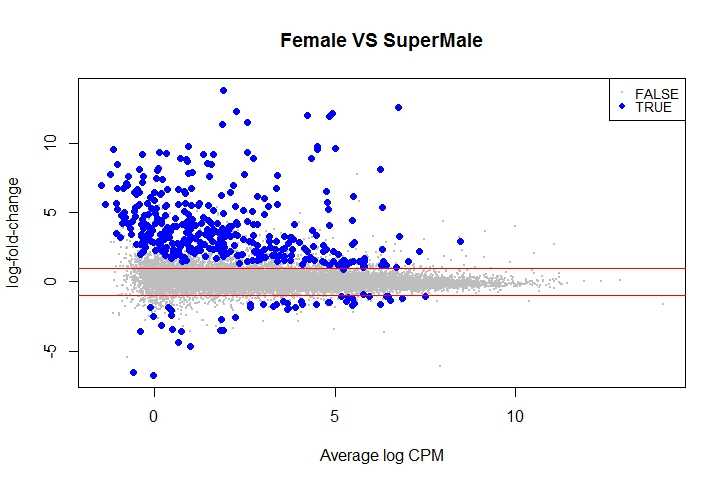 Female VS SuperMale
FALSE
TRUE
10
5
0
-5
log-fold-change
0 5 10
Average log CPM